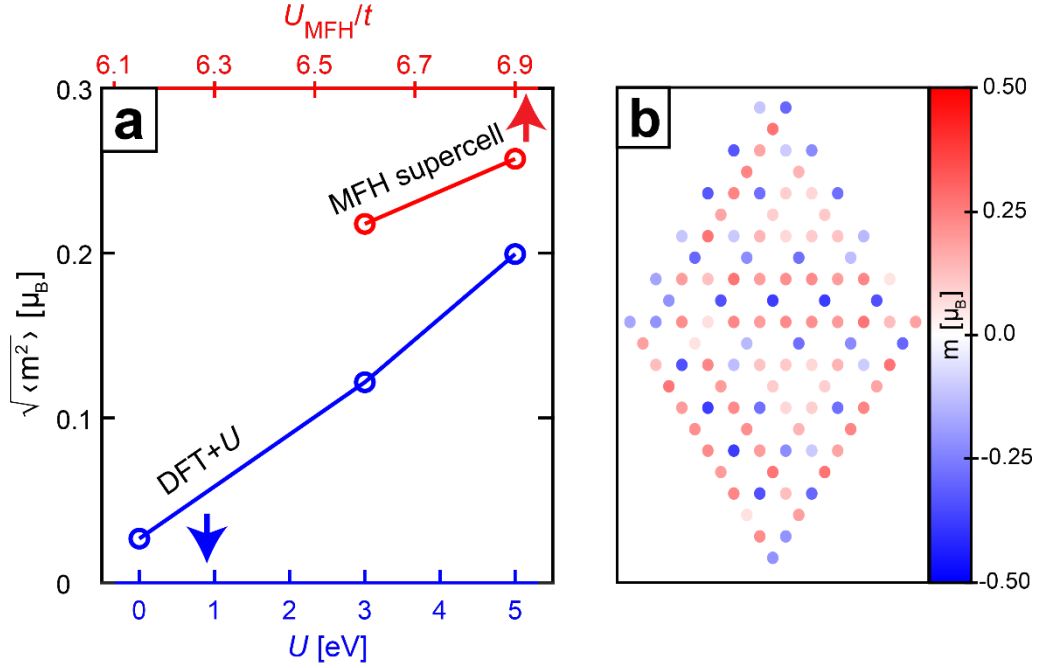 U_MFH/t
6.1 6.3 6.5 6.7 6.9
0.3
0.2
0.1
0
√⟨m²⟩ [μ_B]
a
MFH supercell
DFT+U
0 1 2 3 4 5
U [eV]
b
0.50
0.25
0.0
-0.25
-0.50
m [μ_B]